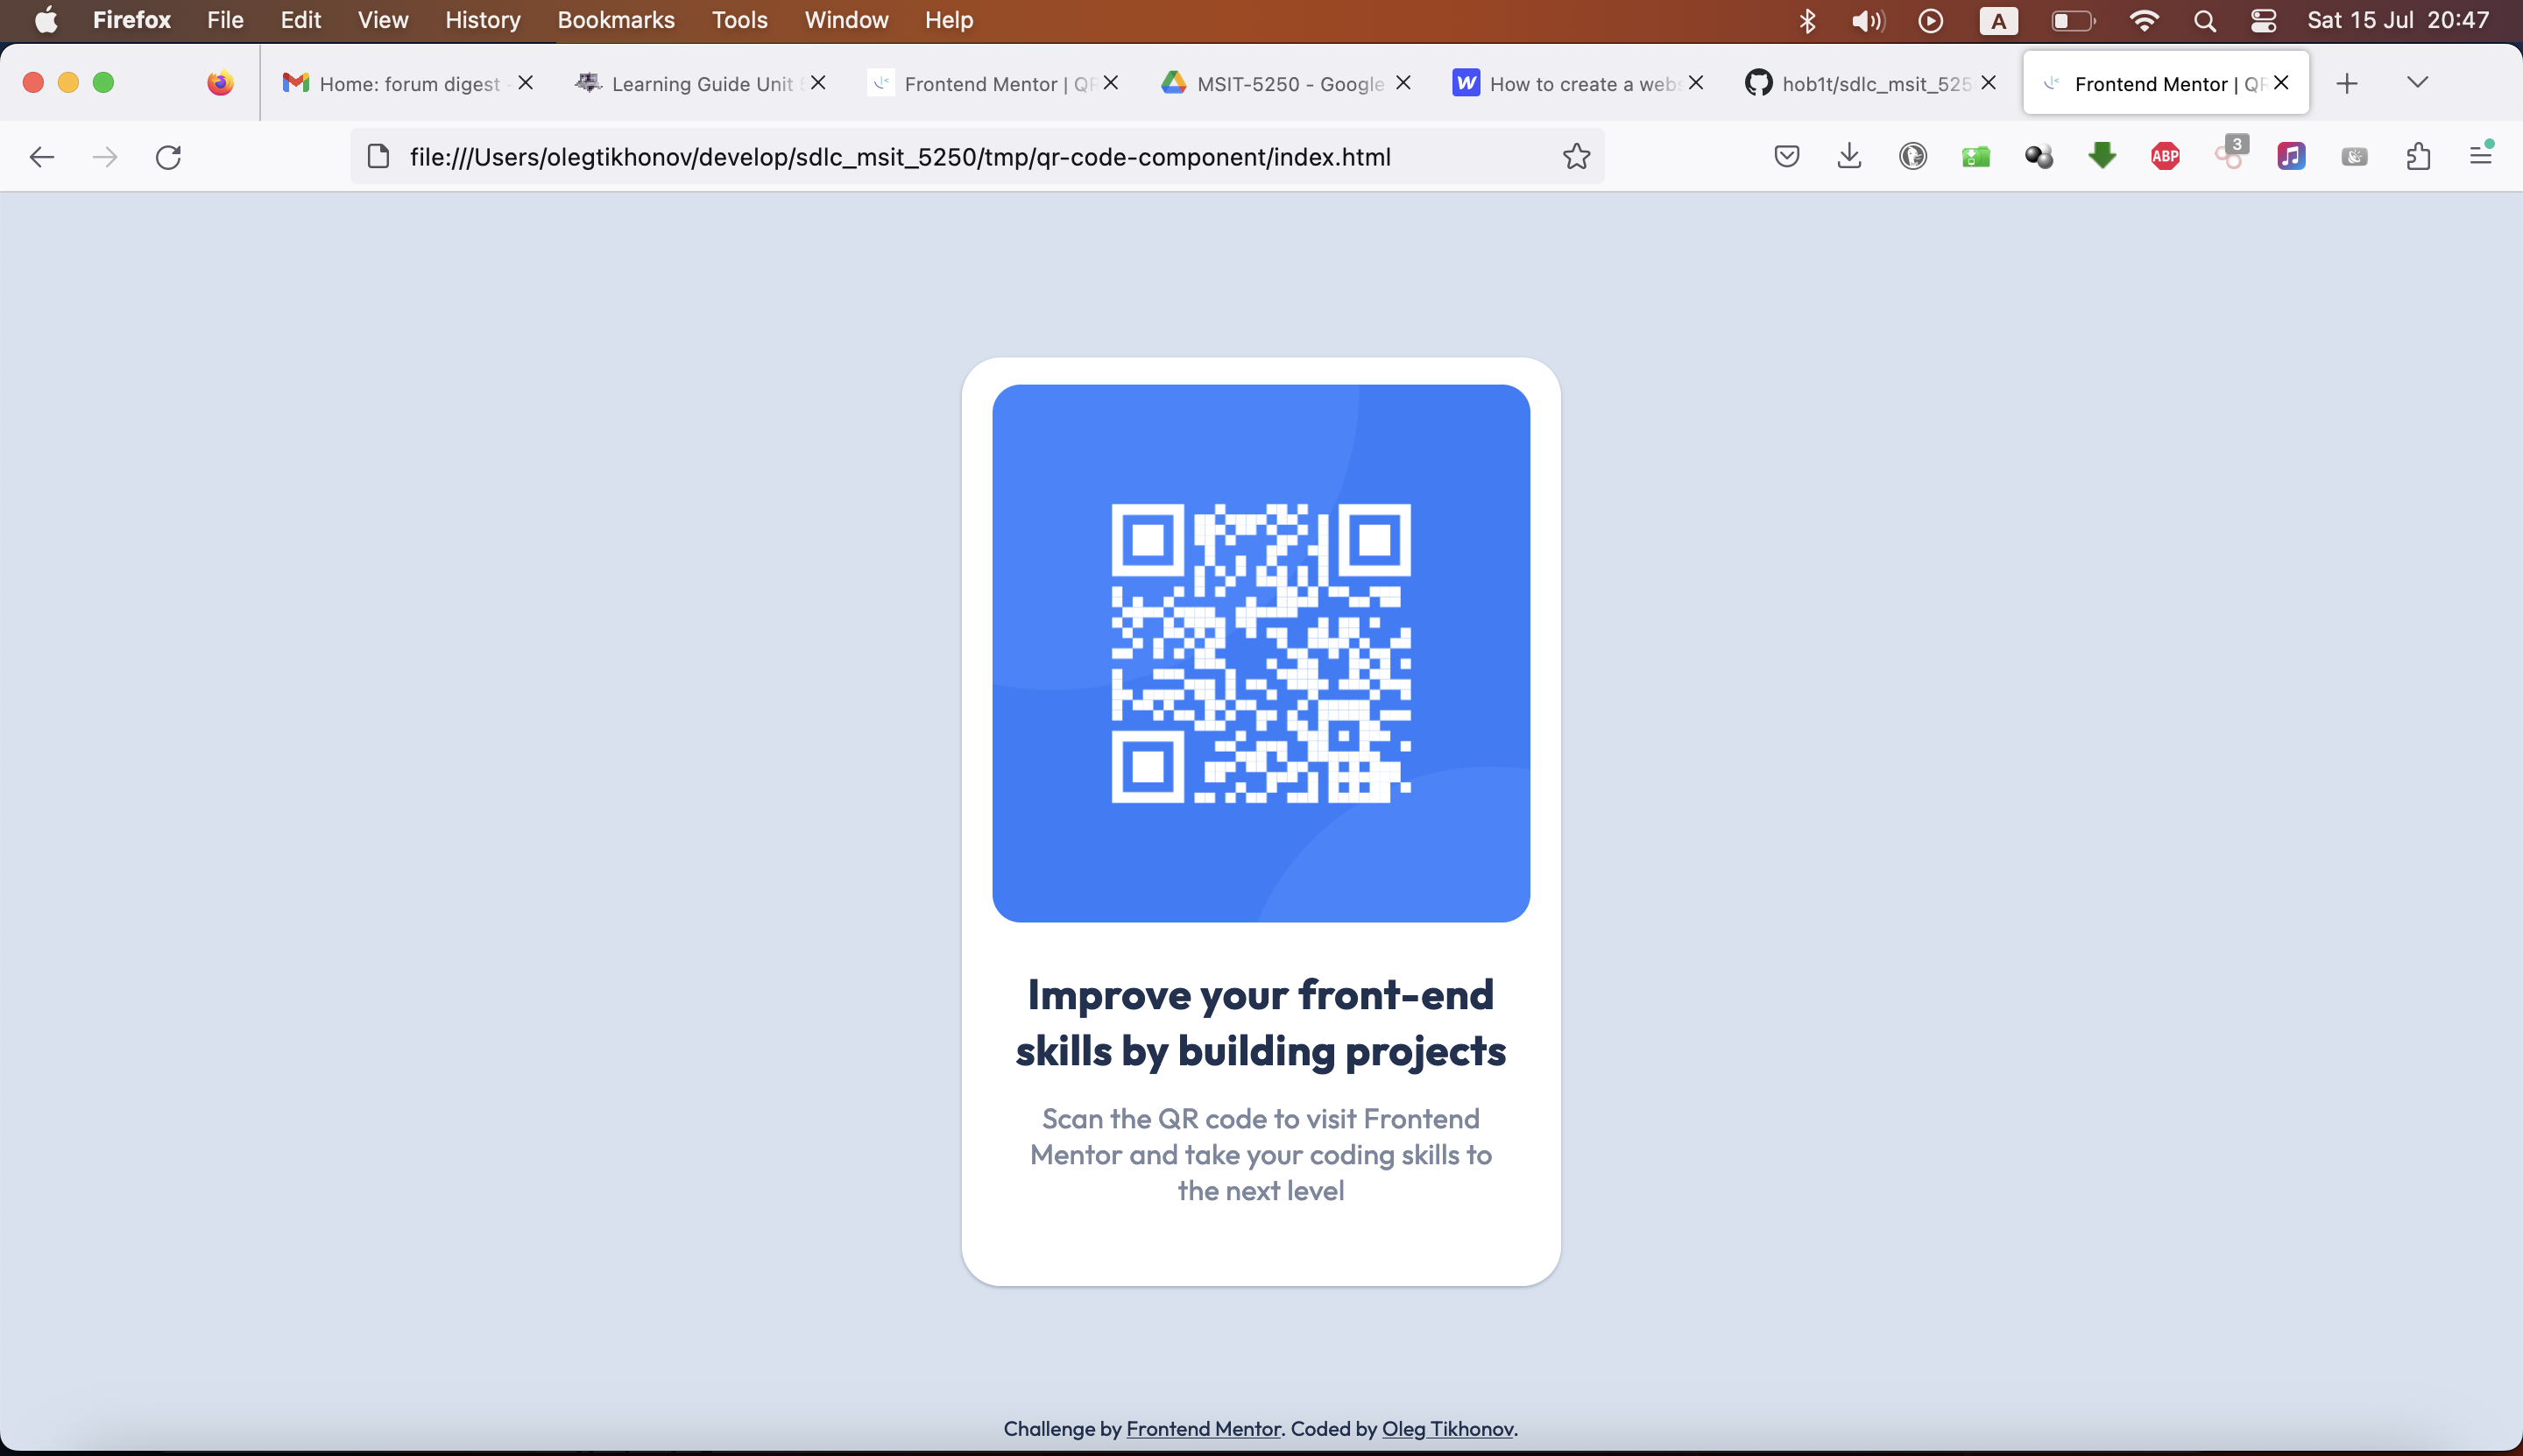 Firefox File Edit View History Bookmarks Tools Window Help A Sat 15 Jul 20:47
Home: forum digest - Learning Guide Unit Frontend Mentor | QR MSIT-5250 - Google W How to create a webs hob1t/sdlc_msit_525 Frontend Mentor | QR
file:///Users/olegtikhonov/develop/sdlc_msit_5250/tmp/qr-code-component/index.html ABP 3
Improve your front-end
skills by building projects
Scan the QR code to visit Frontend
Mentor and take your coding skills to
the next level
Challenge by Frontend Mentor. Coded by Oleg Tikhonov.